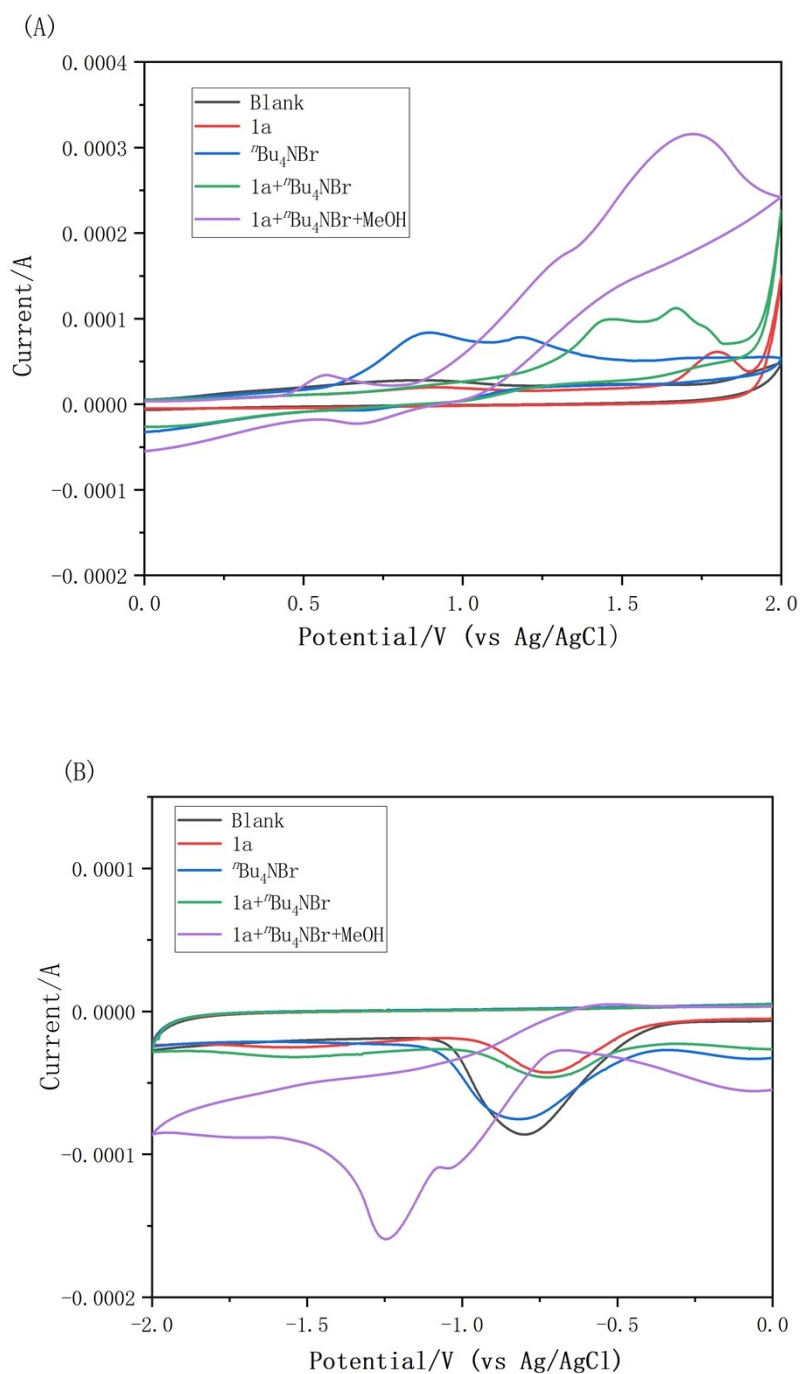 (A)
0.0004
0.0003
0.0002
0.0001
0.0000
-0.0001
-0.0002
Current/A
Blank
1a
ⁿBu₄NBr
1a+ⁿBu₄NBr
1a+ⁿBu₄NBr+MeOH
0.0 0.5 1.0 1.5 2.0
Potential/V (vs Ag/AgCl)
(B)
0.0001
0.0000
-0.0001
-0.0002
Current/A
Blank
1a
ⁿBu₄NBr
1a+ⁿBu₄NBr
1a+ⁿBu₄NBr+MeOH
-2.0 -1.5 -1.0 -0.5 0.0
Potential/V (vs Ag/AgCl)